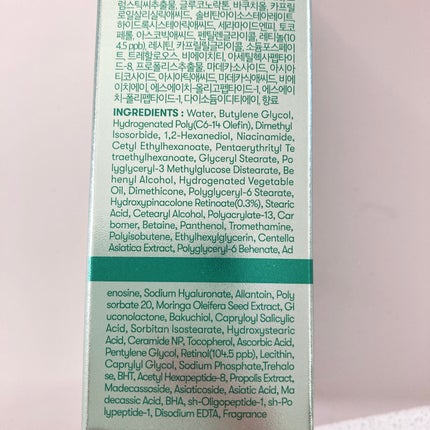 럼스틱씨추출물, 글루코노락톤, 바쿠치올, 카프릴
로일살리실릭애씨드, 솔비탄아이소스테아레이트,
하이드록시스테아릭애씨드, 세라마이드엔피, 토코
페롤, 아스코빅애씨드, 펜틸렌글라이콜, 레티놀(10
4.5 ppb), 레시틴, 카프릴릴글라이콜, 소듐포스페이
트, 트레할로오스, 비에이치티, 아세틸헥사펩타이
드-8, 프로폴리스추출물, 마데카소사이드, 아시아
티코사이드, 아시아틱애씨드, 마데카식애씨드, 비에
이치에이, 에스에이치-올리고펩타이드-1, 에스에이
치-폴리펩타이드-1, 다이소듐이디티에이, 향료
INGREDIENTS : Water, Butylene Glycol,
Hydrogenated Poly(C6-14 Olefin), Dimethyl
Isosorbide, 1,2-Hexanediol, Niacinamide,
Cetyl Ethylhexanoate, Pentaerythrityl Te
traethylhexanoate, Glyceryl Stearate, Po
lyglyceryl-3 Methylglucose Distearate, Be
henyl Alcohol, Hydrogenated Vegetable
Oil, Dimethicone, Polyglyceryl-6 Stearate,
Hydroxypinacolone Retinoate(0.3%), Stearic
Acid, Cetearyl Alcohol, Polyacrylate-13, Car
bomer, Betaine, Panthenol, Tromethamine,
Polyisobutene, Ethylhexylglycerin, Centella
Asiatica Extract, Polyglyceryl-6 Behenate, Ad
enosine, Sodium Hyaluronate, Allantoin, Poly
sorbate 20, Moringa Oleifera Seed Extract, Gl
uconolactone, Bakuchiol, Capryloyl Salicylic
Acid, Sorbitan Isostearate, Hydroxystearic
Acid, Ceramide NP, Tocopherol, Ascorbic Acid,
Pentylene Glycol, Retinol(104.5 ppb), Lecithin,
Caprylyl Glycol, Sodium Phosphate,Trehalo
se, BHT, Acetyl Hexapeptide-8, Propolis Extract,
Madecassoside, Asiaticoside, Asiatic Acid, Ma
decassic Acid, BHA, sh-Oligopeptide-1, sh-Po
lypeptide-1, Disodium EDTA, Fragrance